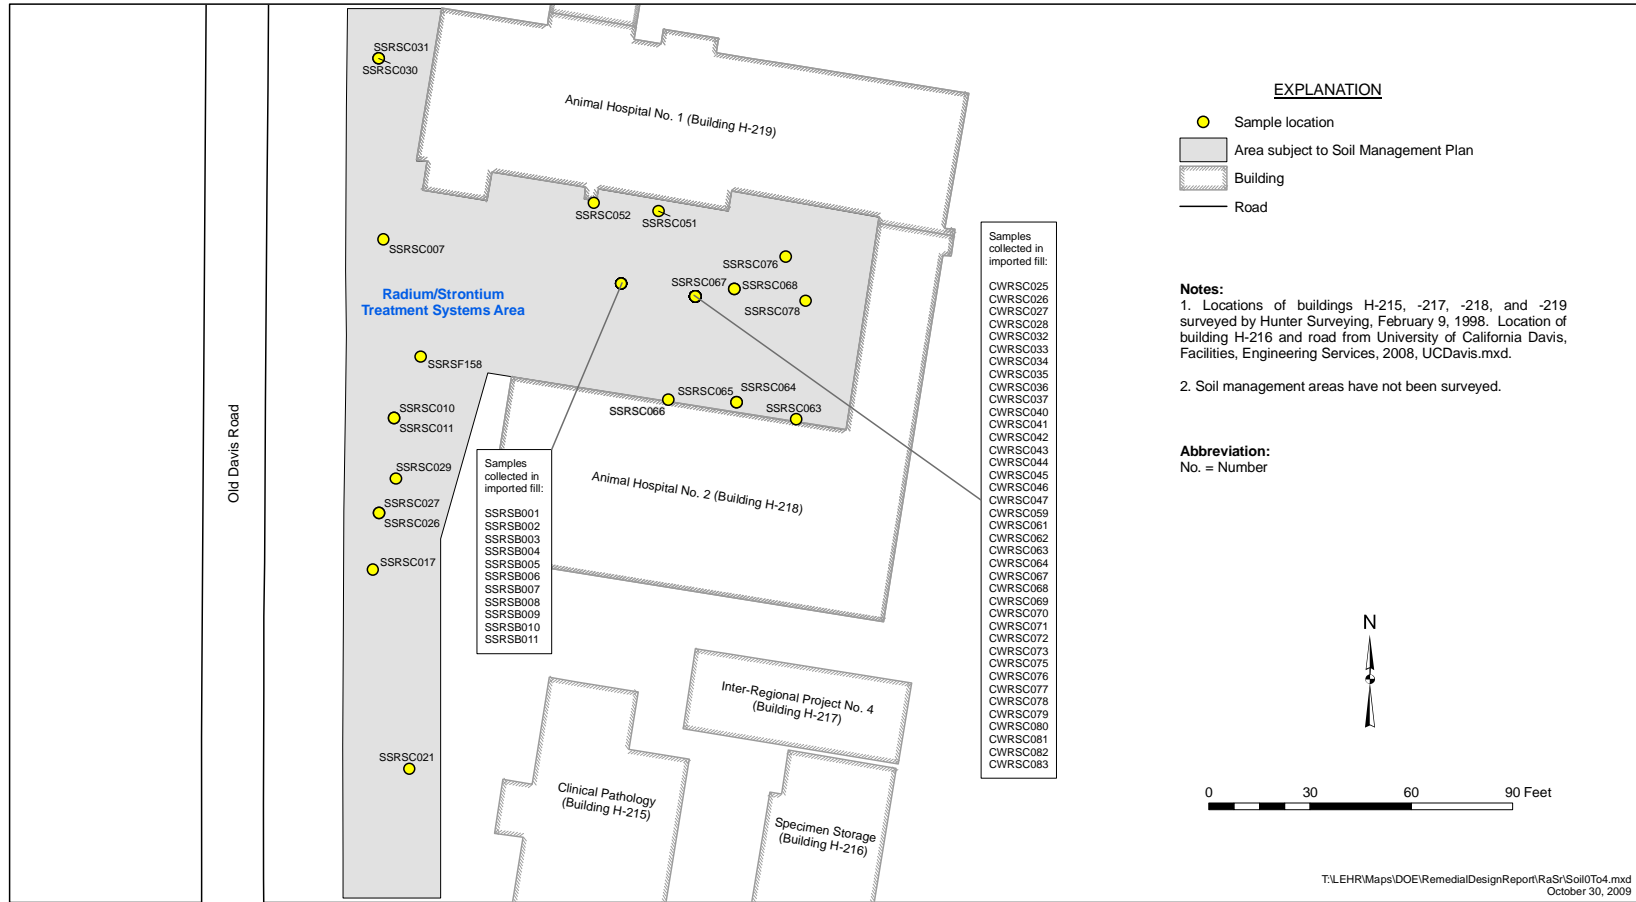 SSRSC031
SSRSC030
Animal Hospital No. 1 (Building H-219)
SSRSC052
SSRSC051
SSRSC007
SSRSC076
SSRSC067
SSRSC068
SSRSC078
Radium/Strontium
Treatment Systems Area
SSRSF158
SSRSC065
SSRSC064
SSRSC066
SSRSC063
SSRSC010
SSRSC011
SSRSC029
SSRSC027
SSRSC026
SSRSC017
SSRSC021
Old Davis Road
Animal Hospital No. 2 (Building H-218)
Samples
collected in
imported fill:
SSRSB001
SSRSB002
SSRSB003
SSRSB004
SSRSB005
SSRSB006
SSRSB007
SSRSB008
SSRSB009
SSRSB010
SSRSB011
Inter-Regional Project No. 4
(Building H-217)
Clinical Pathology
(Building H-215)
Specimen Storage
(Building H-216)
Samples
collected in
imported fill:
CWRSC025
CWRSC026
CWRSC027
CWRSC028
CWRSC032
CWRSC033
CWRSC034
CWRSC035
CWRSC036
CWRSC037
CWRSC040
CWRSC041
CWRSC042
CWRSC043
CWRSC044
CWRSC045
CWRSC046
CWRSC047
CWRSC059
CWRSC061
CWRSC062
CWRSC063
CWRSC064
CWRSC067
CWRSC068
CWRSC069
CWRSC070
CWRSC071
CWRSC072
CWRSC073
CWRSC075
CWRSC076
CWRSC077
CWRSC078
CWRSC079
CWRSC080
CWRSC081
CWRSC082
CWRSC083
EXPLANATION
Sample location
Area subject to Soil Management Plan
Building
Road
Notes:
1. Locations of buildings H-215, -217, -218, and -219
surveyed by Hunter Surveying, February 9, 1998. Location of
building H-216 and road from University of California Davis,
Facilities, Engineering Services, 2008, UCDavis.mxd.
2. Soil management areas have not been surveyed.
Abbreviation:
No. = Number
N
0 30 60 90 Feet
T:\LEHR\Maps\DOE\RemedialDesignReport\RaSr\Soil0To4.mxd
October 30, 2009